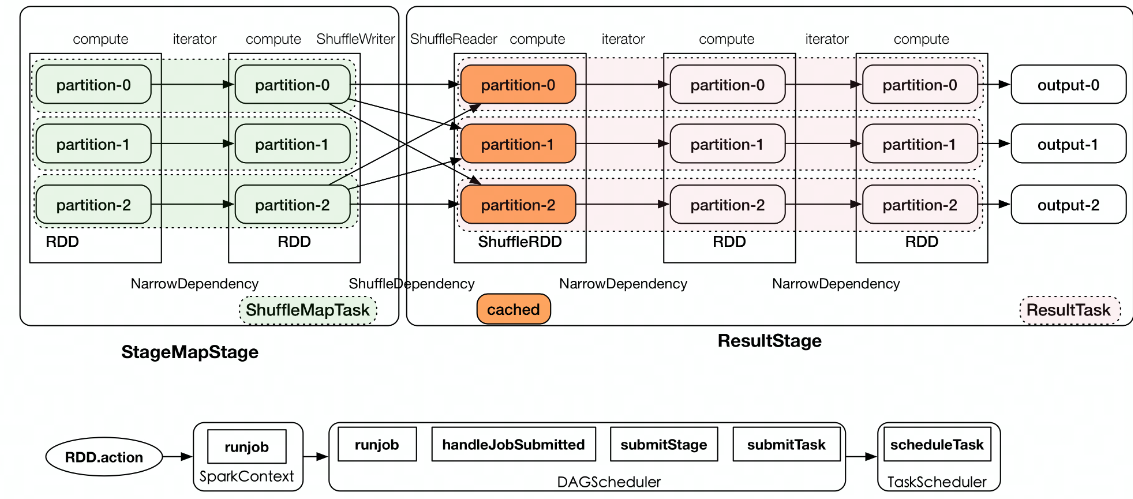 compute iterator compute ShuffleWriter ShuffleReader compute iterator compute iterator compute
partition-0 partition-0 partition-0 partition-0 partition-0 output-0
partition-1 partition-1 partition-1 partition-1 partition-1 output-1
partition-2 partition-2 partition-2 partition-2 partition-2 output-2
RDD RDD ShuffleRDD RDD RDD
NarrowDependency ShuffleDependency NarrowDependency NarrowDependency
ShuffleMapTask cached ResultTask
StageMapStage ResultStage
RDD.action runjob runjob handleJobSubmitted submitStage submitTask scheduleTask
SparkContext DAGScheduler TaskScheduler